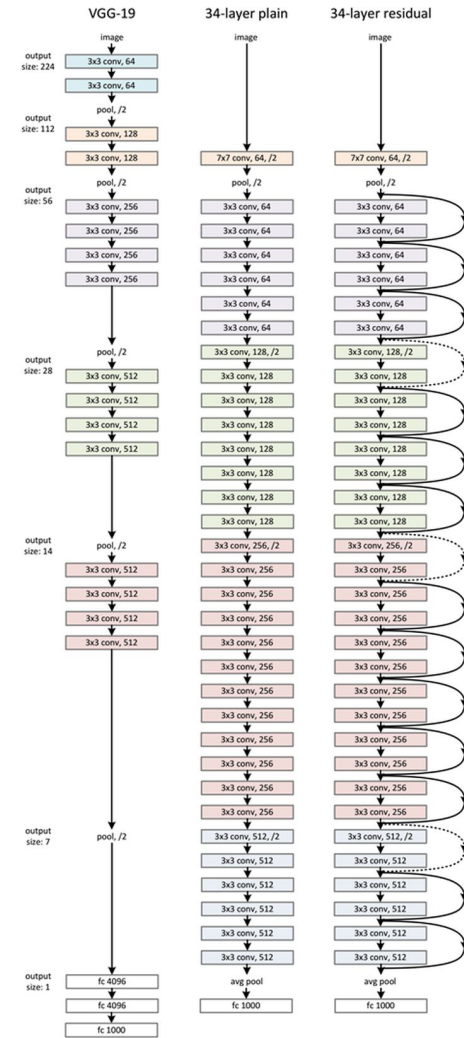 VGG-19
image
output
size: 224
3x3 conv, 64
3x3 conv, 64
pool, /2
output
size: 112
3x3 conv, 128
3x3 conv, 128
pool, /2
output
size: 56
3x3 conv, 256
3x3 conv, 256
3x3 conv, 256
3x3 conv, 256
pool, /2
output
size: 28
3x3 conv, 512
3x3 conv, 512
3x3 conv, 512
3x3 conv, 512
pool, /2
output
size: 14
3x3 conv, 512
3x3 conv, 512
3x3 conv, 512
3x3 conv, 512
pool, /2
output
size: 7
output
size: 1
fc 4096
fc 4096
fc 1000
34-layer plain
image
7x7 conv, 64, /2
pool, /2
3x3 conv, 64
3x3 conv, 64
3x3 conv, 64
3x3 conv, 64
3x3 conv, 64
3x3 conv, 64
3x3 conv, 128, /2
3x3 conv, 128
3x3 conv, 128
3x3 conv, 128
3x3 conv, 128
3x3 conv, 128
3x3 conv, 128
3x3 conv, 128
3x3 conv, 256, /2
3x3 conv, 256
3x3 conv, 256
3x3 conv, 256
3x3 conv, 256
3x3 conv, 256
3x3 conv, 256
3x3 conv, 256
3x3 conv, 256
3x3 conv, 256
3x3 conv, 256
3x3 conv, 256
3x3 conv, 512, /2
3x3 conv, 512
3x3 conv, 512
3x3 conv, 512
3x3 conv, 512
3x3 conv, 512
avg pool
fc 1000
34-layer residual
image
7x7 conv, 64, /2
pool, /2
3x3 conv, 64
3x3 conv, 64
3x3 conv, 64
3x3 conv, 64
3x3 conv, 64
3x3 conv, 64
3x3 conv, 128, /2
3x3 conv, 128
3x3 conv, 128
3x3 conv, 128
3x3 conv, 128
3x3 conv, 128
3x3 conv, 128
3x3 conv, 128
3x3 conv, 256, /2
3x3 conv, 256
3x3 conv, 256
3x3 conv, 256
3x3 conv, 256
3x3 conv, 256
3x3 conv, 256
3x3 conv, 256
3x3 conv, 256
3x3 conv, 256
3x3 conv, 256
3x3 conv, 256
3x3 conv, 512, /2
3x3 conv, 512
3x3 conv, 512
3x3 conv, 512
3x3 conv, 512
3x3 conv, 512
avg pool
fc 1000